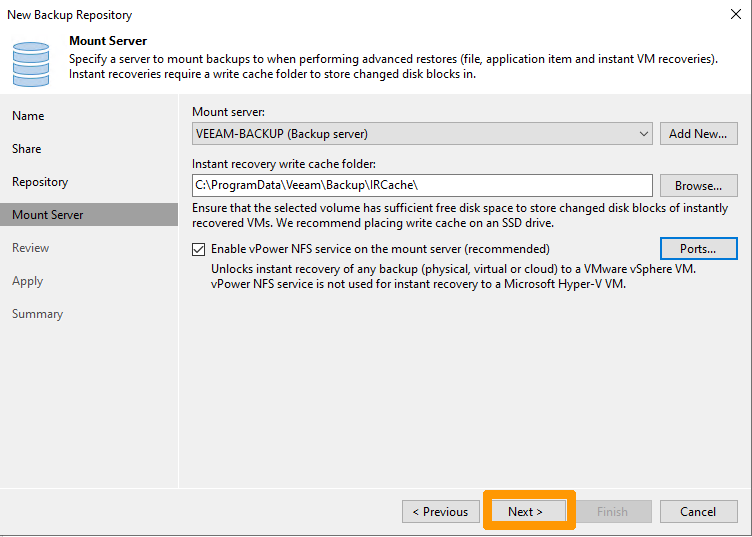 New Backup Repository
Mount Server
Specify a server to mount backups to when performing advanced restores (file, application item and instant VM recoveries).
Instant recoveries require a write cache folder to store changed disk blocks in.
Name
Share
Repository
Mount Server
Review
Apply
Summary
Mount server:
VEEAM-BACKUP (Backup server)
Add New...
Instant recovery write cache folder:
C:\ProgramData\Veeam\Backup\IRCache\
Browse...
Ensure that the selected volume has sufficient free disk space to store changed disk blocks of instantly
recovered VMs. We recommend placing write cache on an SSD drive.
Enable vPower NFS service on the mount server (recommended)
Ports...
Unlocks instant recovery of any backup (physical, virtual or cloud) to a VMware vSphere VM.
vPower NFS service is not used for instant recovery to a Microsoft Hyper-V VM.
< Previous
Next >
Finish
Cancel